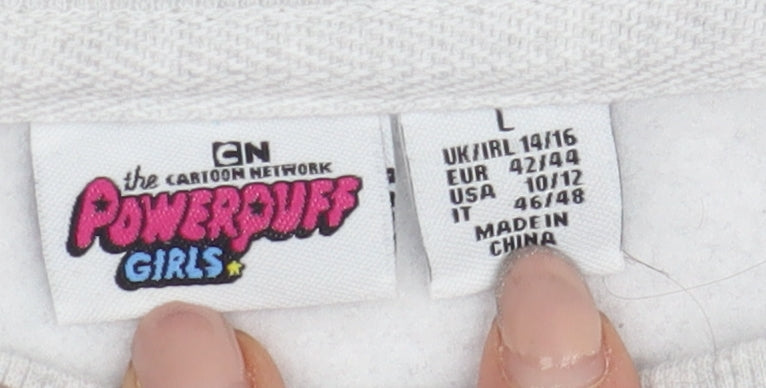 CN
the CARTOON NETWORK
POWERPUFF
GIRLS
L
UK/IRL 14/16
EUR 42/44
USA 10/12
IT 46/48
MADE IN
CHINA